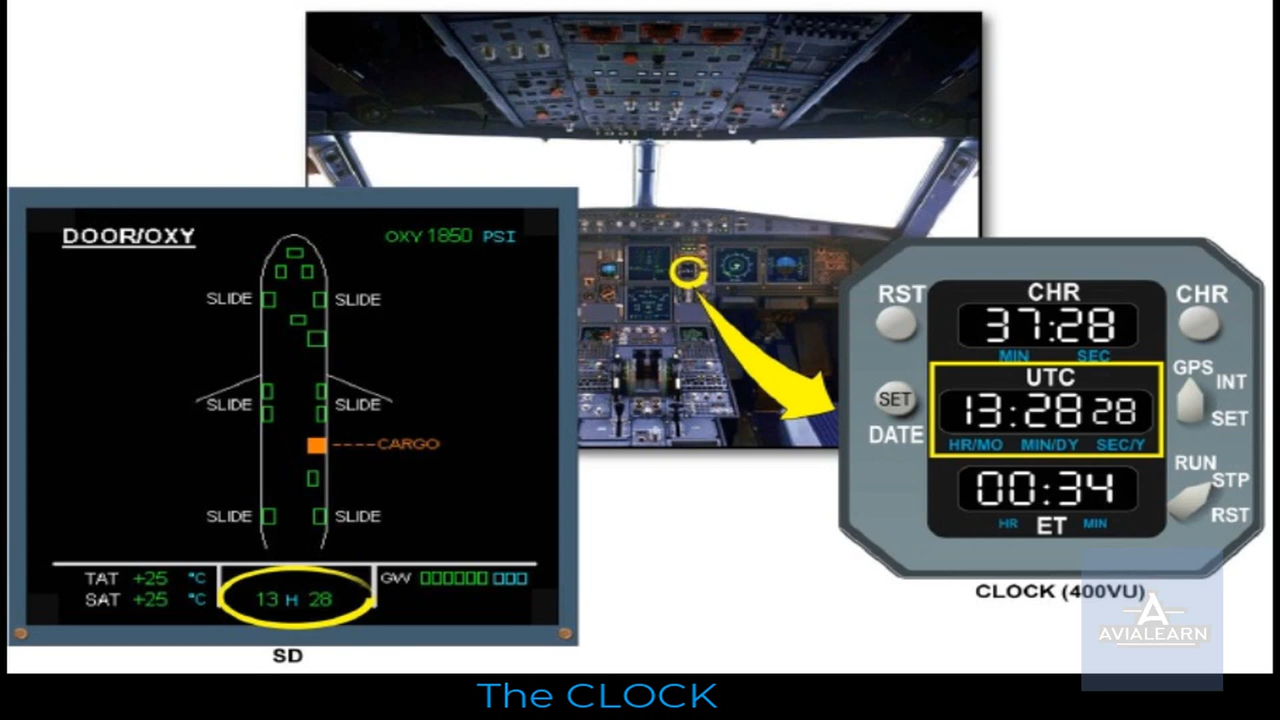 DOOR/OXY
OXY 1850 PSI
SLIDE SLIDE
SLIDE SLIDE
CARGO
SLIDE SLIDE
TAT +25 °C
SAT +25 °C
13 H 28
GW
SD
RST
CHR
CHR
37:28
MIN SEC
SET
DATE
UTC
13:28 28
HR/MO MIN/DY SEC/Y
GPS
INT
SET
00:34
HR ET MIN
RUN
STP
RST
CLOCK (400VU)
AVIALEARN
The CLOCK